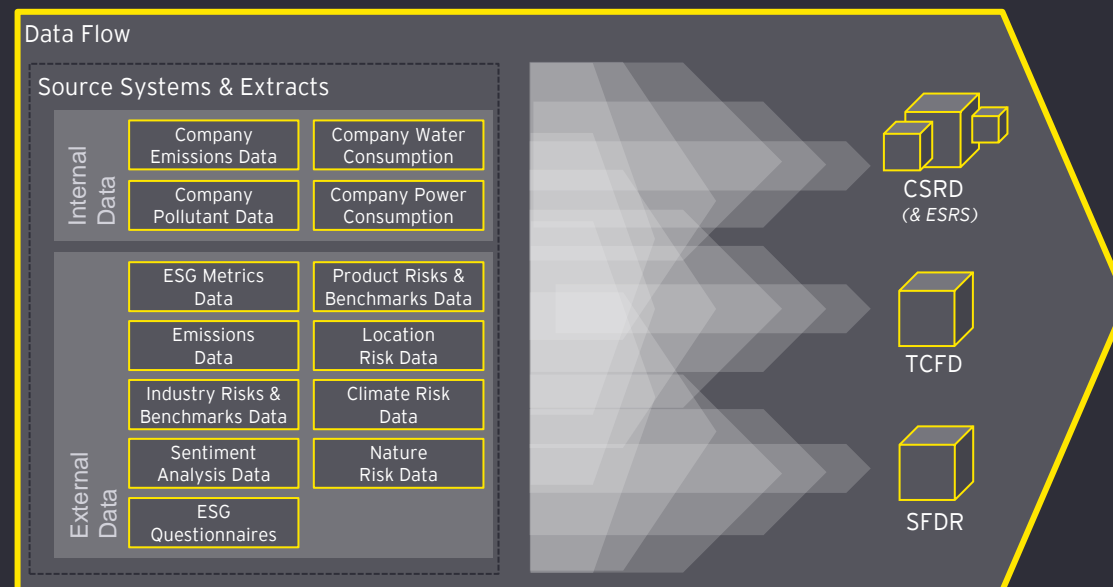 Data Flow
Source Systems & Extracts
Internal
Data
Company
Emissions Data
Company Water
Consumption
Company
Pollutant Data
Company Power
Consumption
External
Data
ESG Metrics
Data
Product Risks &
Benchmarks Data
Emissions
Data
Location
Risk Data
Industry Risks &
Benchmarks Data
Climate Risk
Data
Sentiment
Analysis Data
Nature
Risk Data
ESG
Questionnaires
CSRD
(& ESRS)
TCFD
SFDR